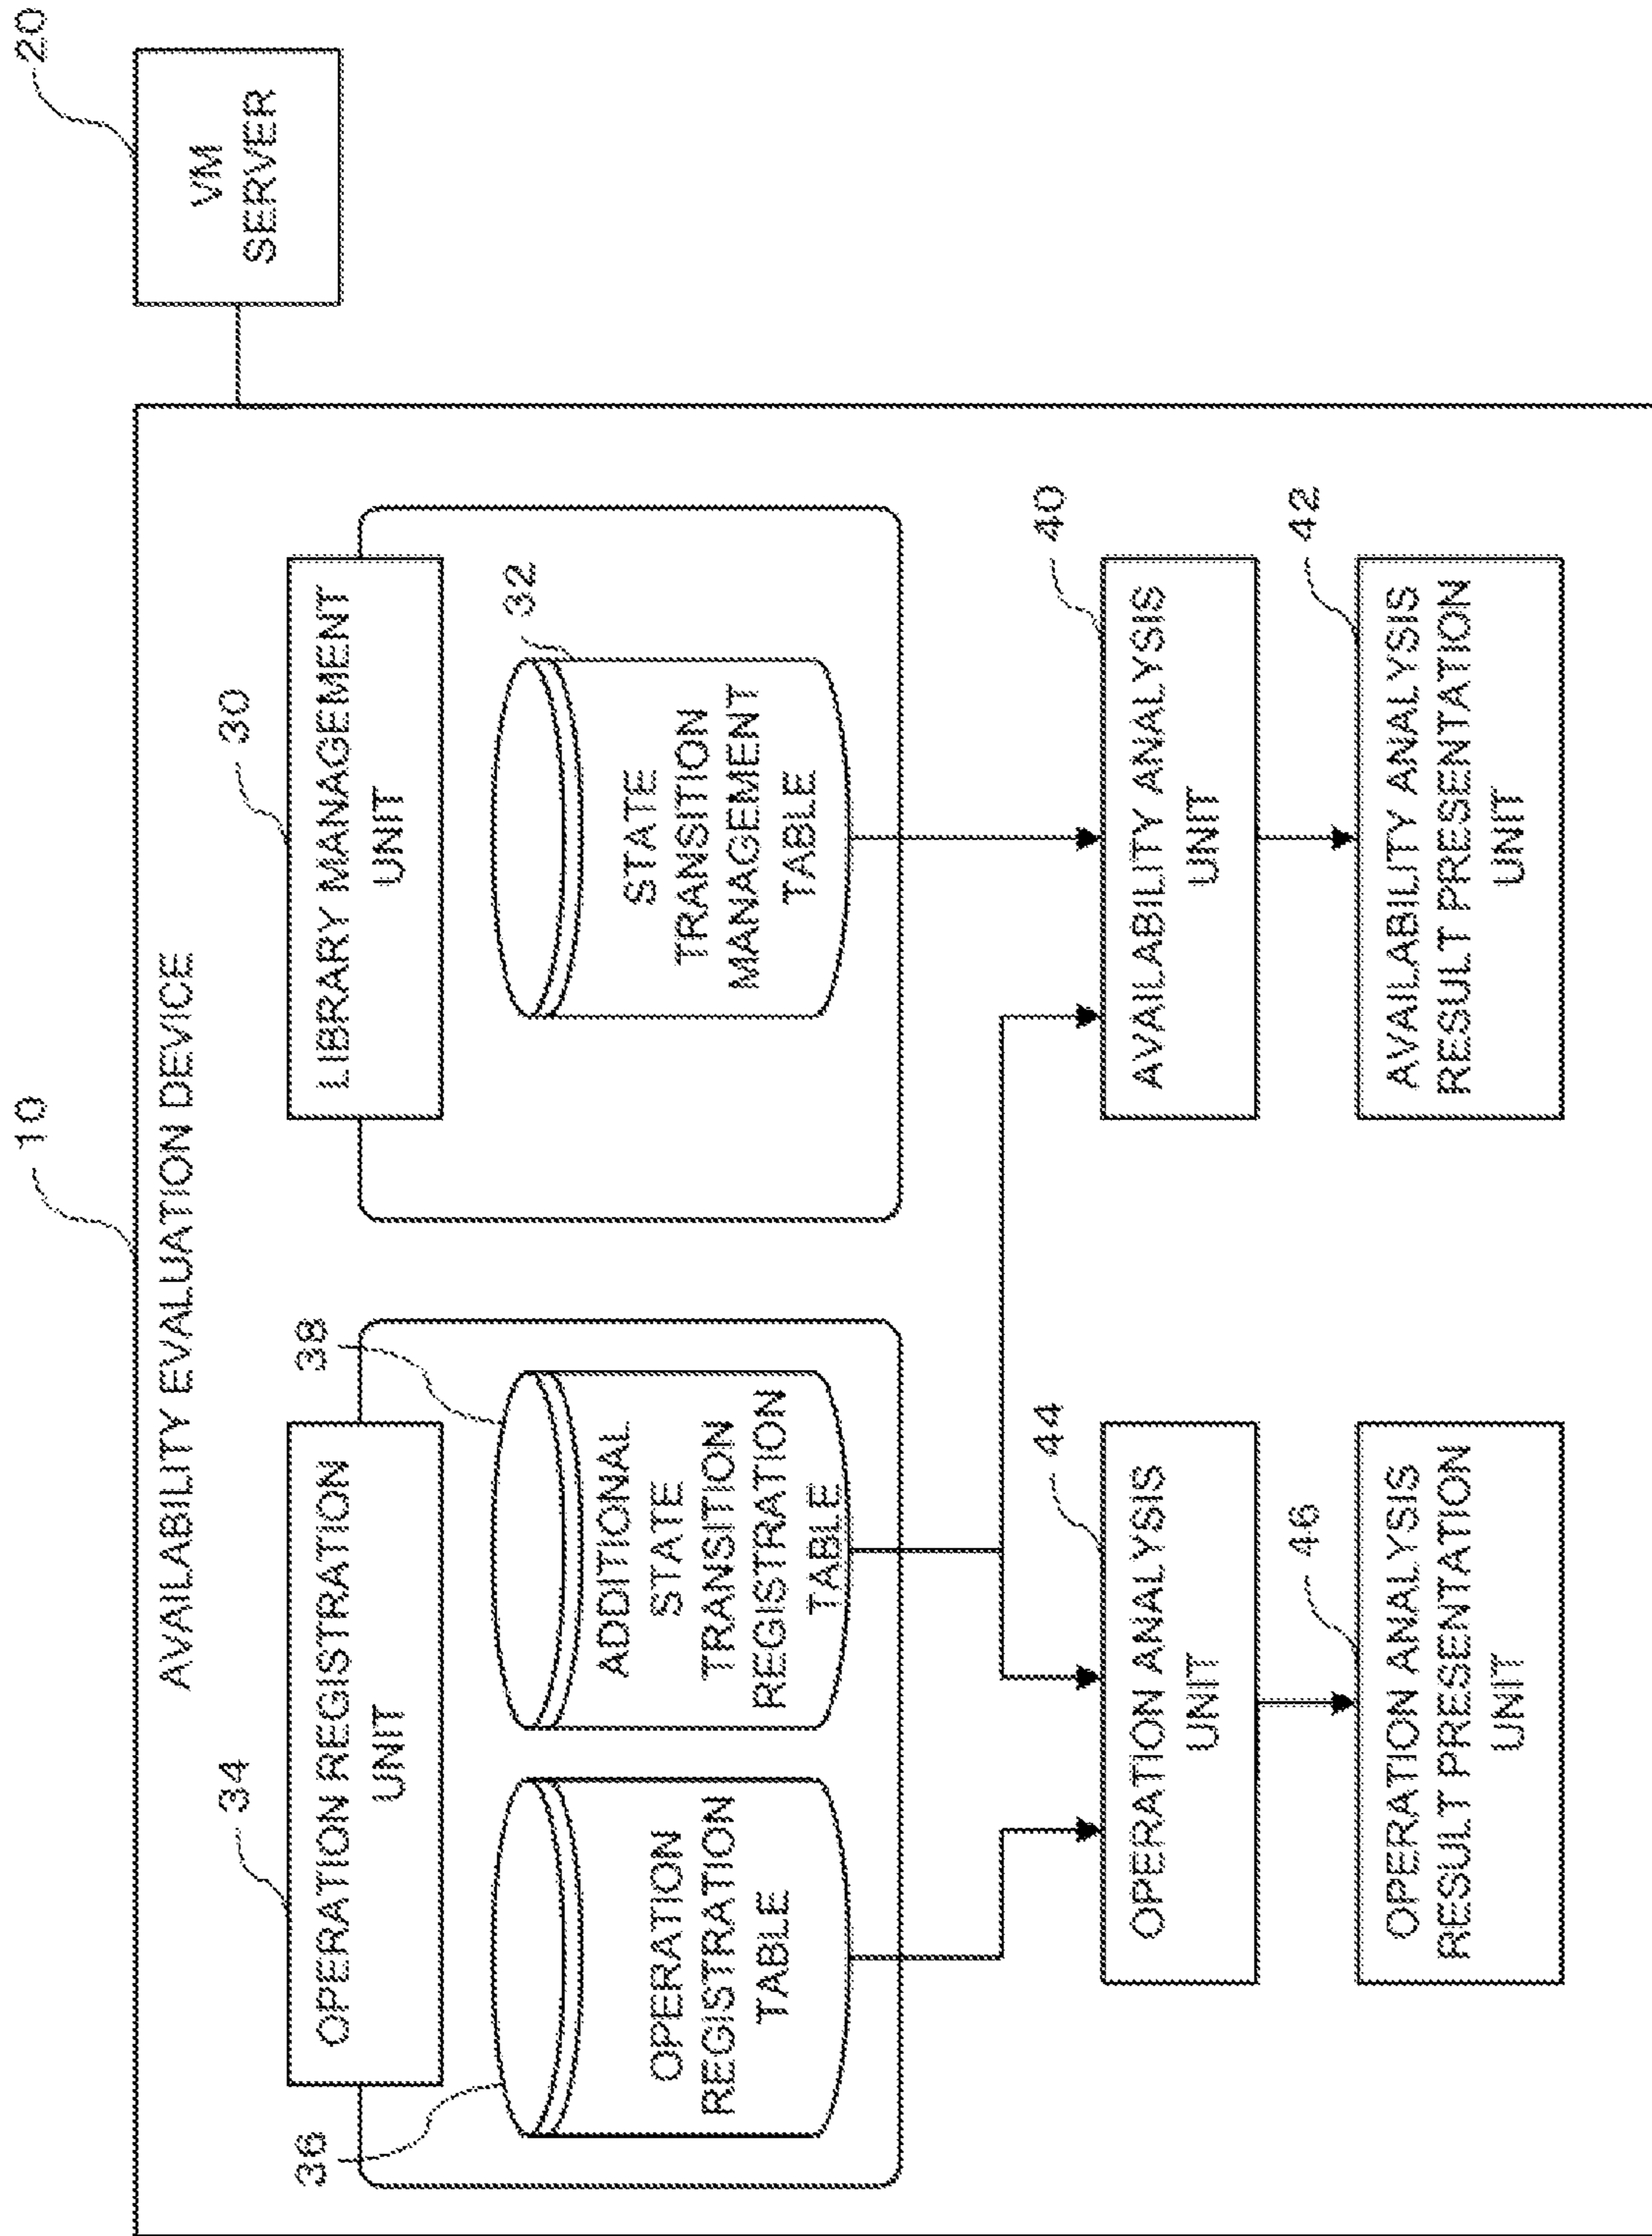 10
20
AVAILABILITY EVALUATION DEVICE
VM
SERVER
34
OPERATION REGISTRATION
UNIT
36
OPERATION
REGISTRATION
TABLE
38
ADDITIONAL
STATE
TRANSITION
REGISTRATION
TABLE
30
LIBRARY MANAGEMENT
UNIT
32
STATE
TRANSITION
MANAGEMENT
TABLE
44
OPERATION ANALYSIS
UNIT
40
AVAILABILITY ANALYSIS
UNIT
46
OPERATION ANALYSIS
RESULT PRESENTATION
UNIT
42
AVAILABILITY ANALYSIS
RESULT PRESENTATION
UNIT